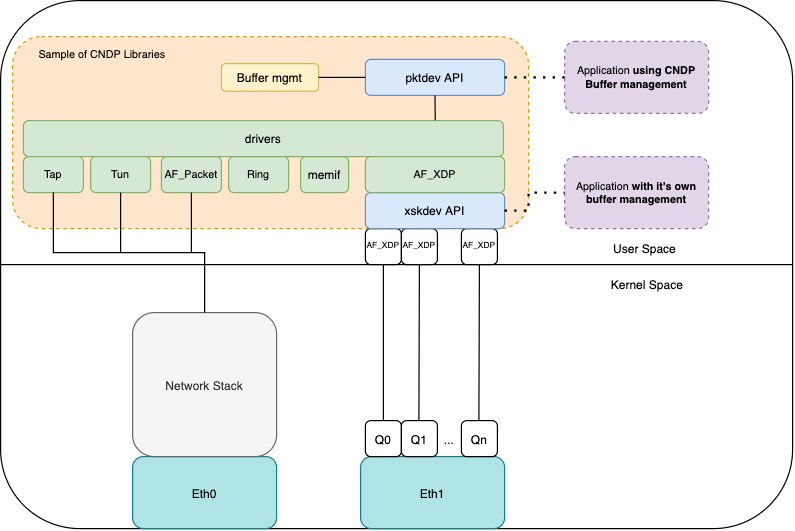 Sample of CNDP Libraries
Buffer mgmt
pktdev API
Application using CNDP
Buffer management
drivers
Tap
Tun
AF_Packet
Ring
memif
AF_XDP
Application with it's own
buffer management
xskdev API
AF_XDP
AF_XDP
AF_XDP
User Space
Kernel Space
Network Stack
Q0
Q1
...
Qn
Eth0
Eth1